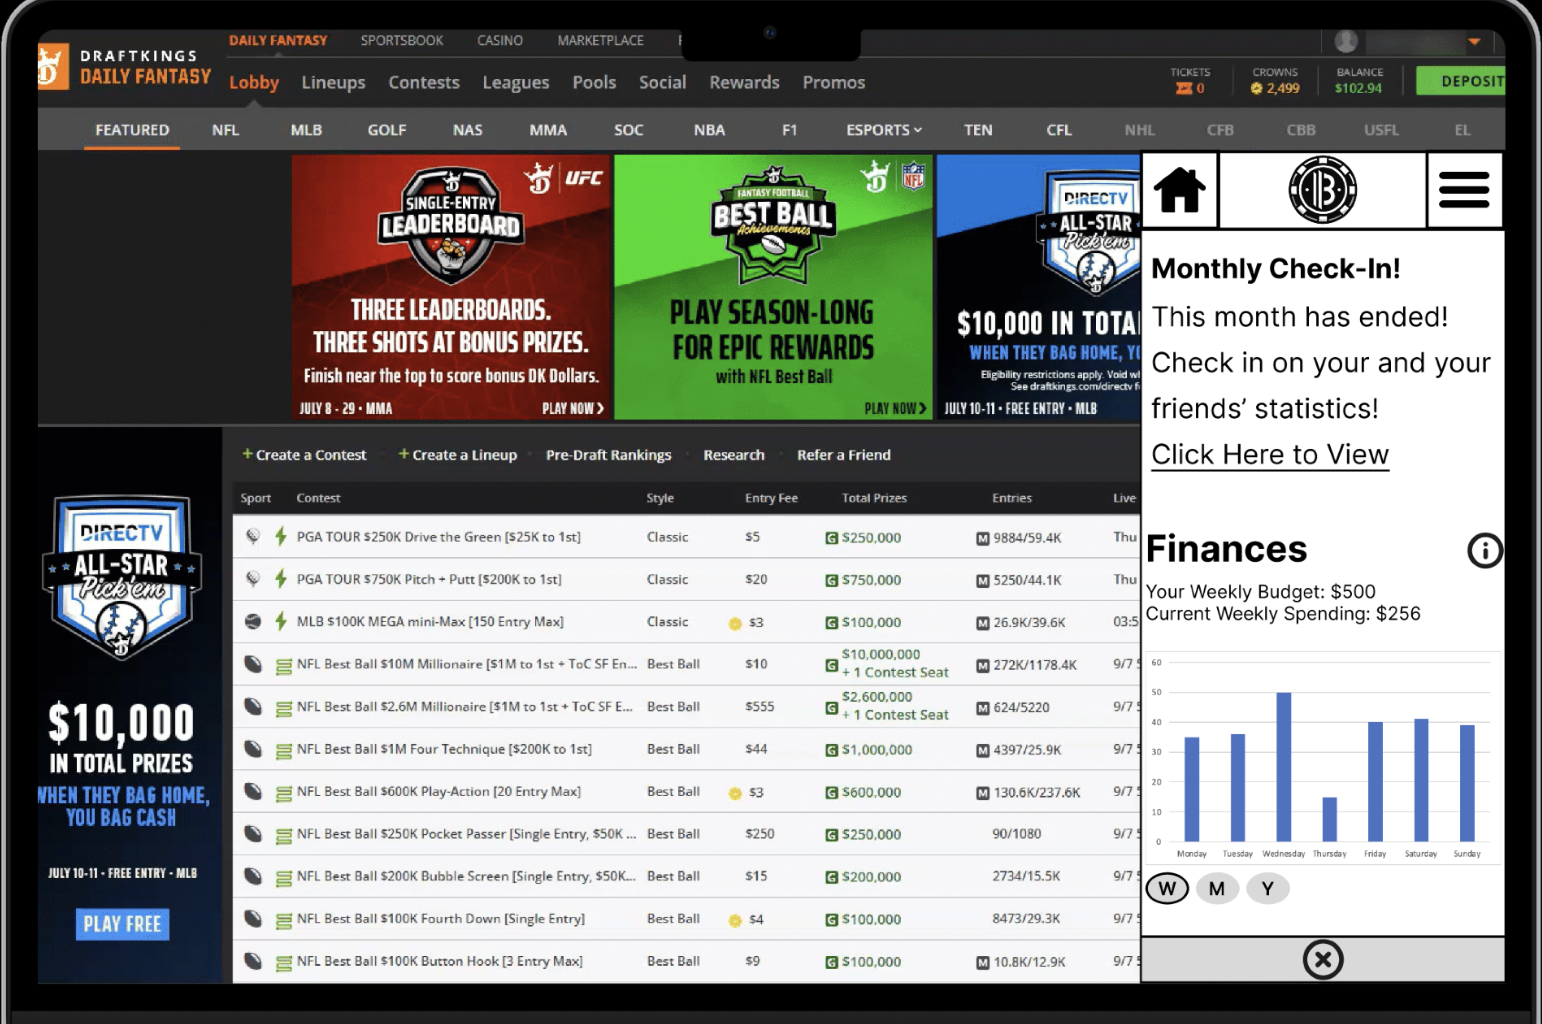 DRAFTKINGS
DAILY FANTASY
DAILY FANTASY SPORTSBOOK CASINO MARKETPLACE
Lobby Lineups Contests Leagues Pools Social Rewards Promos
TICKETS
0
CROWNS
2,499
BALANCE
$102.94
DEPOSIT
FEATURED NFL MLB GOLF NAS MMA SOC NBA F1 ESPORTS TEN CFL NHL CFB CBB USFL EL
UFC
SINGLE-ENTRY
LEADERBOARD
THREE LEADERBOARDS.
THREE SHOTS AT BONUS PRIZES.
Finish near the top to score bonus DK Dollars.
JULY 8 - 29 • MMA PLAY NOW
NFL
FANTASY FOOTBALL
BEST BALL
Achievements
PLAY SEASON-LONG
FOR EPIC REWARDS
with NFL Best Ball
PLAY NOW
DIRECTV
ALL-STAR
Pick'em
$10,000 IN TOTA
WHEN THEY BAG HOME, Y
Eligibility restrictions apply. Void w
See draftkings.com/directv f
JULY 10-11 • FREE ENTRY • MLB
DIRECTV
ALL-STAR
Pick'em
$10,000
IN TOTAL PRIZES
WHEN THEY BAG HOME,
YOU BAG CASH
JULY 10-11 • FREE ENTRY • MLB
PLAY FREE
+ Create a Contest + Create a Lineup Pre-Draft Rankings Research Refer a Friend
Sport Contest Style Entry Fee Total Prizes Entries Live
PGA TOUR $250K Drive the Green [$25K to 1st] Classic $5 G $250,000 M 9884/59.4K Thu
PGA TOUR $750K Pitch + Putt [$200K to 1st] Classic $20 G $750,000 M 5250/44.1K Thu
MLB $100K MEGA mini-Max [150 Entry Max] Classic $3 G $100,000 M 26.9K/39.6K 03:5
NFL Best Ball $10M Millionaire [$1M to 1st + ToC SF En... Best Ball $10 G $10,000,000 + 1 Contest Seat M 272K/1178.4K 9/7
NFL Best Ball $2.6M Millionaire [$1M to 1st + ToC SF E... Best Ball $555 G $2,600,000 + 1 Contest Seat M 624/5220 9/7
NFL Best Ball $1M Four Technique [$200K to 1st] Best Ball $44 G $1,000,000 M 4397/25.9K 9/7
NFL Best Ball $600K Play-Action [20 Entry Max] Best Ball $3 G $600,000 M 130.6K/237.6K 9/7
NFL Best Ball $250K Pocket Passer [Single Entry, $50K ... Best Ball $250 G $250,000 90/1080 9/7
NFL Best Ball $200K Bubble Screen [Single Entry, $50K... Best Ball $15 G $200,000 2734/15.5K 9/7
NFL Best Ball $100K Fourth Down [Single Entry] Best Ball $4 G $100,000 8473/29.3K 9/7
NFL Best Ball $100K Button Hook [3 Entry Max] Best Ball $9 G $100,000 M 10.8K/12.9K 9/7
Monthly Check-In!
This month has ended!
Check in on your and your
friends’ statistics!
Click Here to View
Finances
Your Weekly Budget: $500
Current Weekly Spending: $256
60
50
40
30
20
10
0
Monday Tuesday Wednesday Thursday Friday Saturday Sunday
W M Y